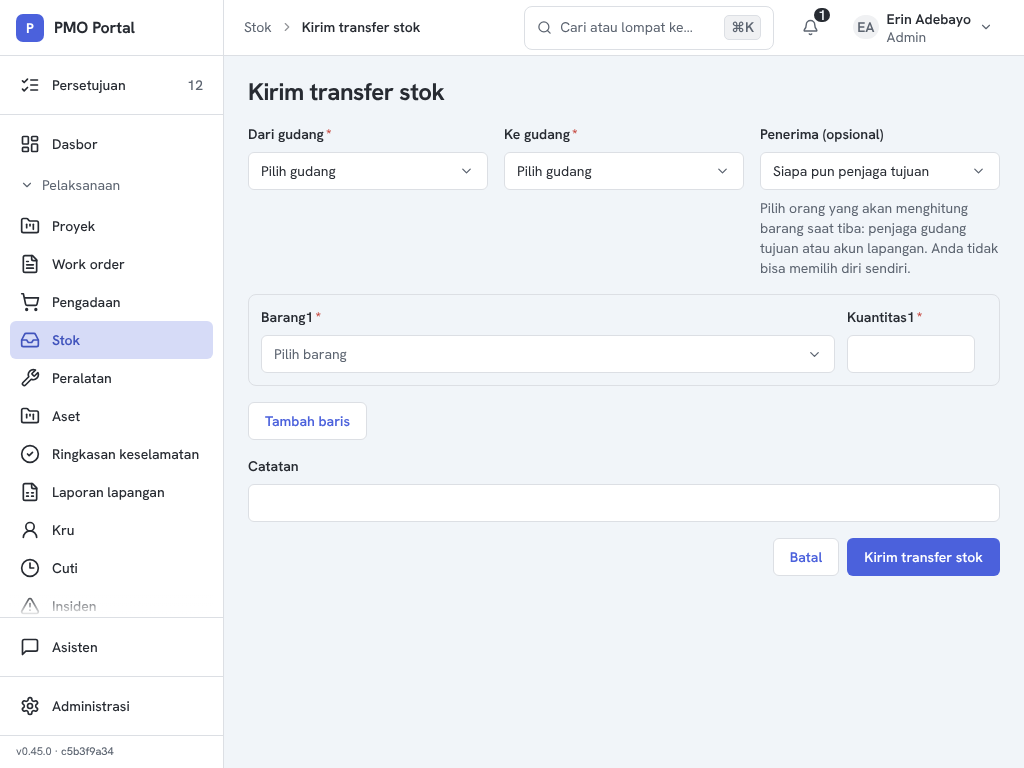 P
PMO Portal
Persetujuan
12
Dasbor
Pelaksanaan
Proyek
Work order
Pengadaan
Stok
Peralatan
Aset
Ringkasan keselamatan
Laporan lapangan
Kru
Cuti
Insiden
Asisten
Administrasi
v0.45.0 · c5b3f9a34
Stok
Kirim transfer stok
Cari atau lompat ke…
⌘K
1
EA
Erin Adebayo
Admin
Kirim transfer stok
Dari gudang *
Pilih gudang
Ke gudang *
Pilih gudang
Penerima (opsional)
Siapa pun penjaga tujuan
Pilih orang yang akan menghitung
barang saat tiba: penjaga gudang
tujuan atau akun lapangan. Anda tidak
bisa memilih diri sendiri.
Barang1 *
Pilih barang
Kuantitas1 *
Tambah baris
Catatan
Batal
Kirim transfer stok